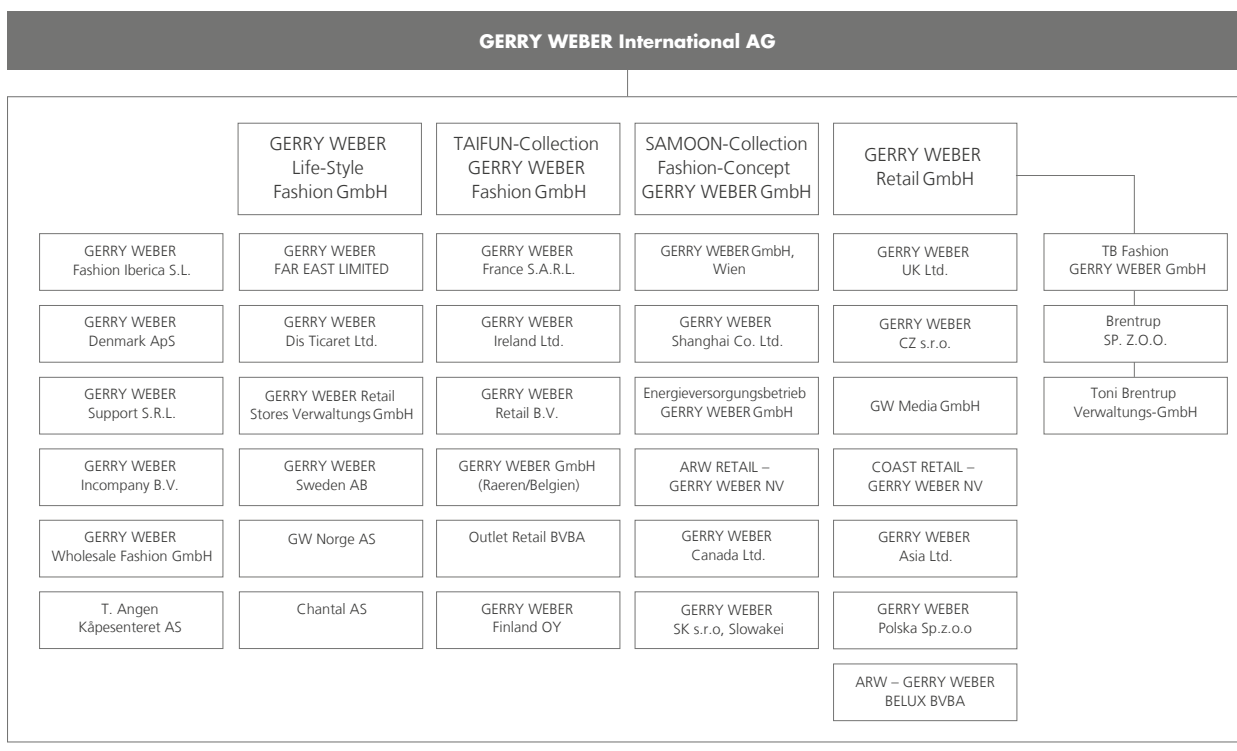 GERRY WEBER International AG
GERRY WEBER
Life-Style
Fashion GmbH
TAIFUN-Collection
GERRY WEBER
Fashion GmbH
SAMOON-Collection
Fashion-Concept
GERRY WEBER GmbH
GERRY WEBER
Retail GmbH
GERRY WEBER
Fashion Iberica S.L.
GERRY WEBER
FAR EAST LIMITED
GERRY WEBER
France S.A.R.L.
GERRY WEBER GmbH,
Wien
GERRY WEBER
UK Ltd.
TB Fashion
GERRY WEBER GmbH
GERRY WEBER
Denmark ApS
GERRY WEBER
Dis Ticaret Ltd.
GERRY WEBER
Ireland Ltd.
GERRY WEBER
Shanghai Co. Ltd.
GERRY WEBER
CZ s.r.o.
Brentrup
SP. Z.O.O.
GERRY WEBER
Support S.R.L.
GERRY WEBER Retail
Stores Verwaltungs GmbH
GERRY WEBER
Retail B.V.
Energieversorgungsbetrieb
GERRY WEBER GmbH
GW Media GmbH
Toni Brentrup
Verwaltungs-GmbH
GERRY WEBER
Incompany B.V.
GERRY WEBER
Sweden AB
GERRY WEBER GmbH
(Raeren/Belgien)
ARW RETAIL –
GERRY WEBER NV
COAST RETAIL –
GERRY WEBER NV
GERRY WEBER
Wholesale Fashion GmbH
GW Norge AS
Outlet Retail BVBA
GERRY WEBER
Canada Ltd.
GERRY WEBER
Asia Ltd.
T. Angen
Kåpesenteret AS
Chantal AS
GERRY WEBER
Finland OY
GERRY WEBER
SK s.r.o, Slowakei
GERRY WEBER
Polska Sp.z.o.o
ARW – GERRY WEBER
BELUX BVBA